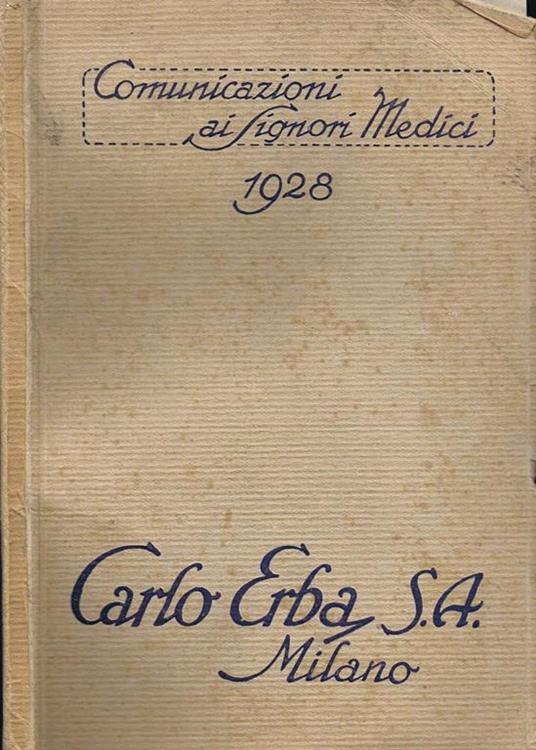 Comunicazioni
ai Signori Medici
1928
Carlo Erba, S.A.
Milano